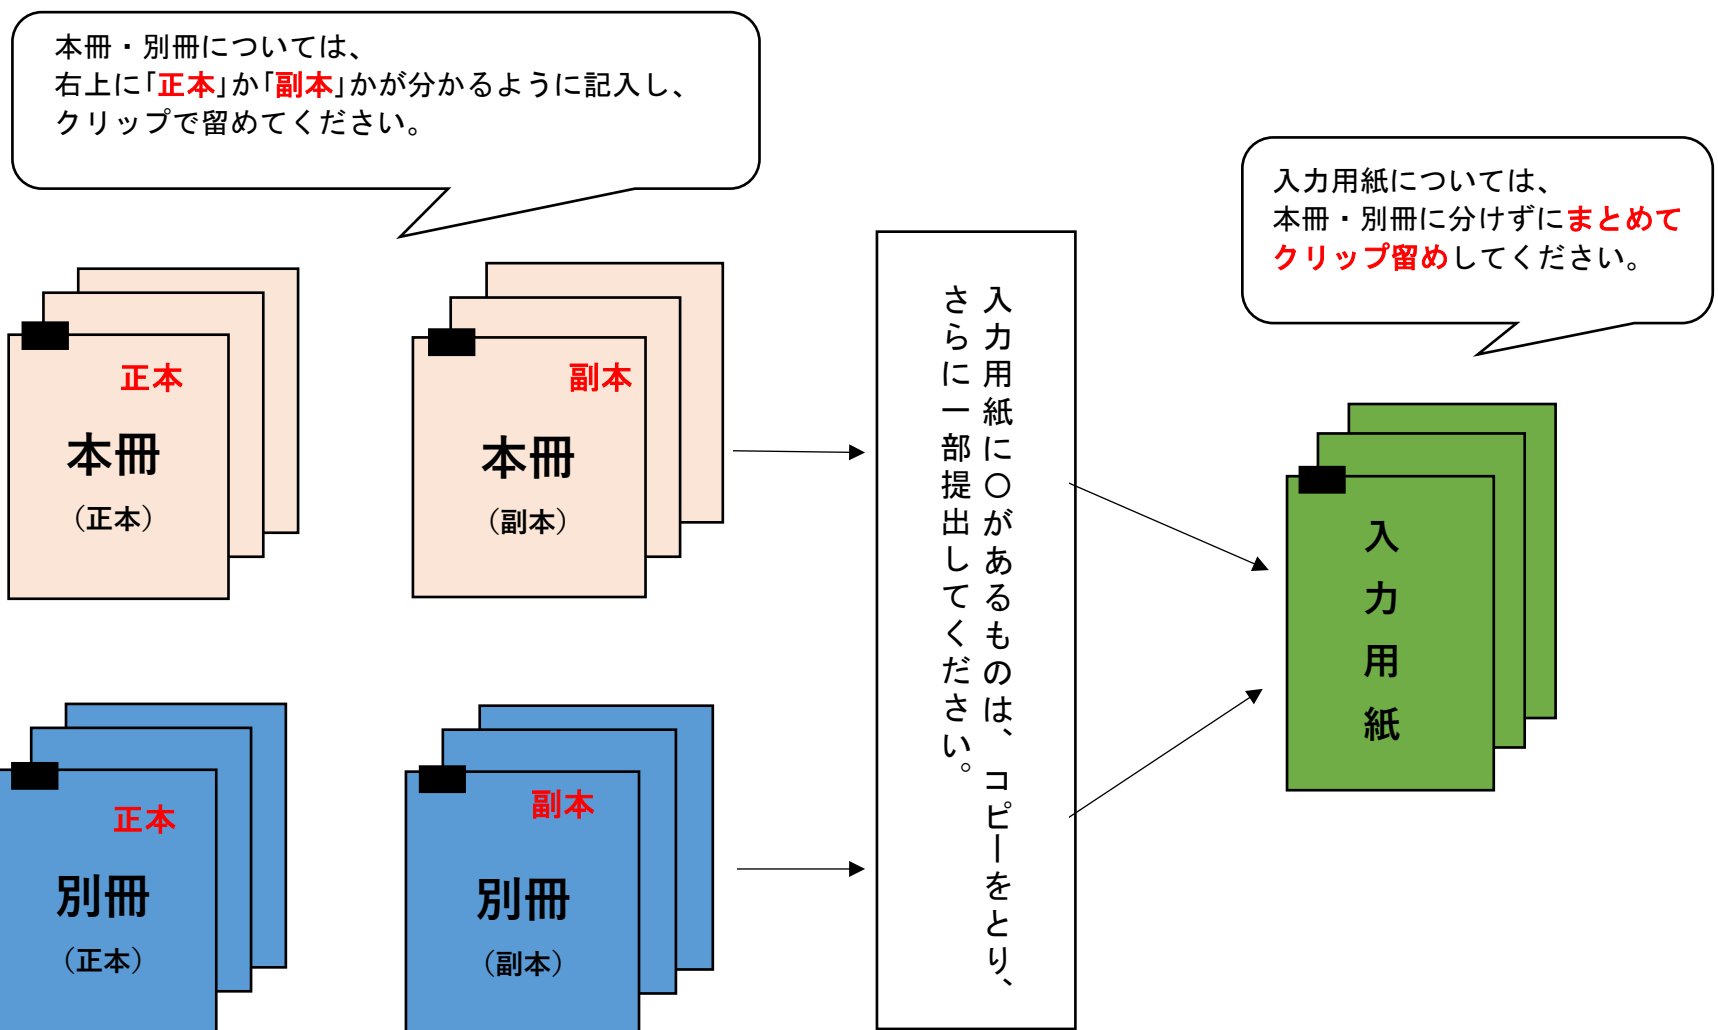 本冊・別冊については、
右上に「正本」か「副本」かが分かるように記入し、
クリップで留めてください。
入力用紙については、
本冊・別冊に分けずにまとめて
クリップ留めしてください。
正本
本冊
（正本）
副本
本冊
（副本）
入力用紙に〇があるものは、コピーをとり、
さらに一部提出してください。
入力用紙
正本
別冊
（正本）
副本
別冊
（副本）